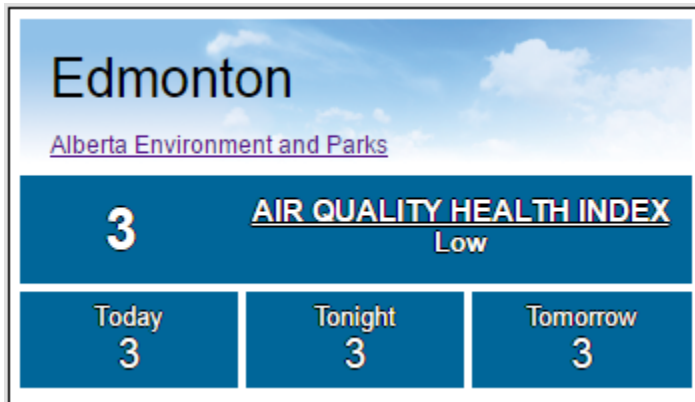 Edmonton
Alberta Environment and Parks
3
AIR QUALITY HEALTH INDEX
Low
Today
3
Tonight
3
Tomorrow
3